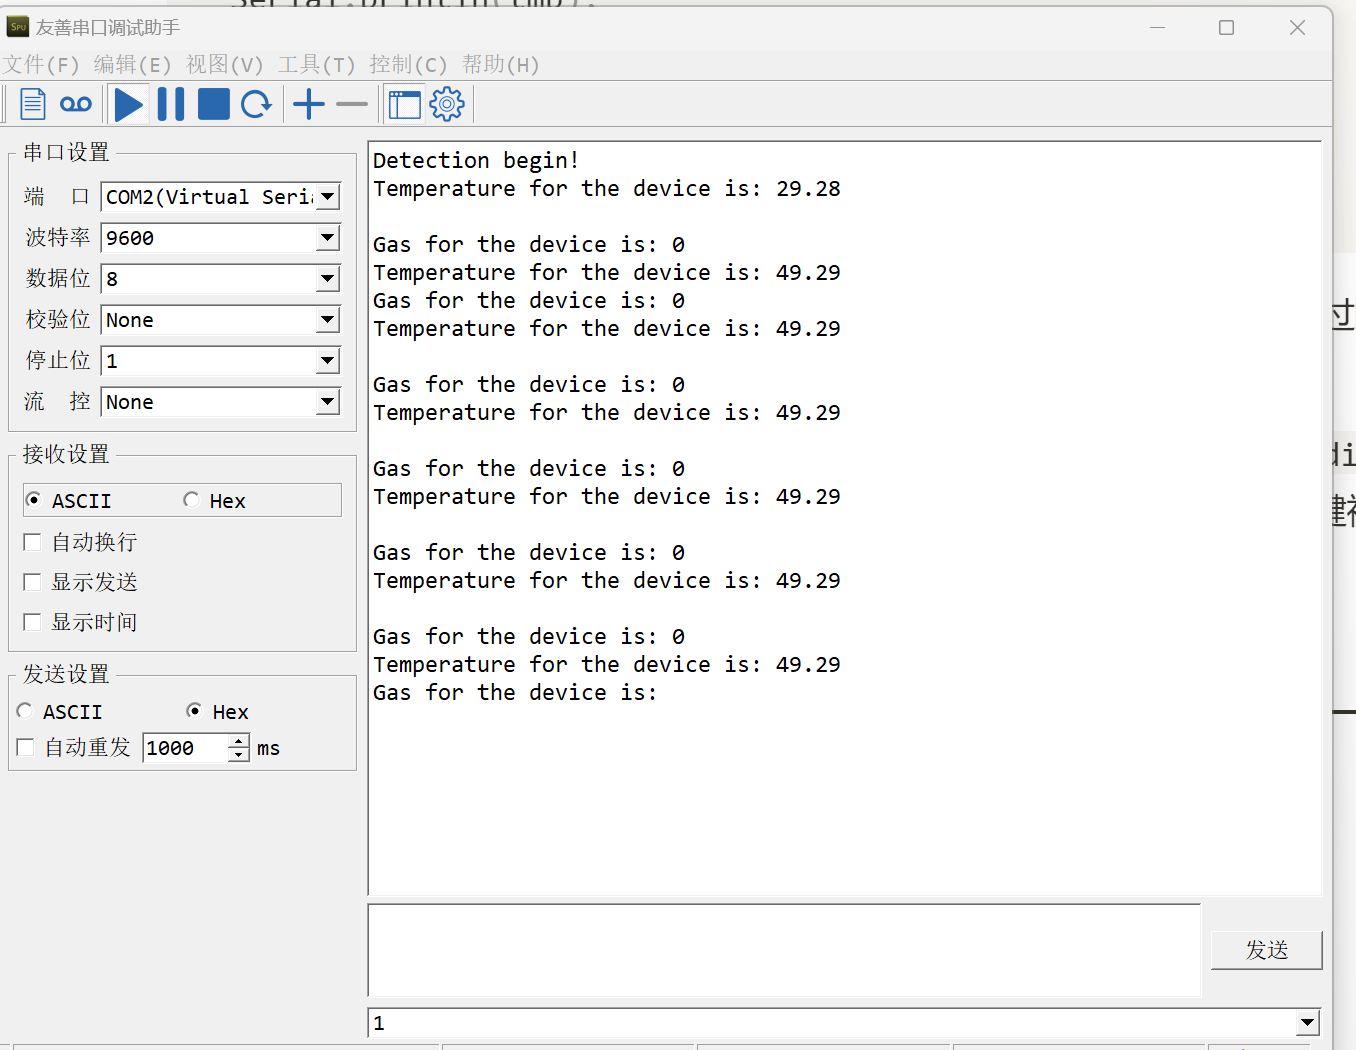 Serial.println(cmp).
友善串口调试助手
文件(F) 编辑(E) 视图(V) 工具(T) 控制(C) 帮助(H)
串口设置
端 口 COM2(Virtual Seri
波特率 9600
数据位 8
校验位 None
停止位 1
流 控 None
接收设置
ASCII Hex
自动换行
显示发送
显示时间
发送设置
ASCII Hex
自动重发 1000 ms
Detection begin!
Temperature for the device is: 29.28
Gas for the device is: 0
Temperature for the device is: 49.29
Gas for the device is: 0
Temperature for the device is: 49.29
Gas for the device is: 0
Temperature for the device is: 49.29
Gas for the device is: 0
Temperature for the device is: 49.29
Gas for the device is: 0
Temperature for the device is: 49.29
Gas for the device is: 0
Temperature for the device is: 49.29
Gas for the device is:
发送
1
过
di